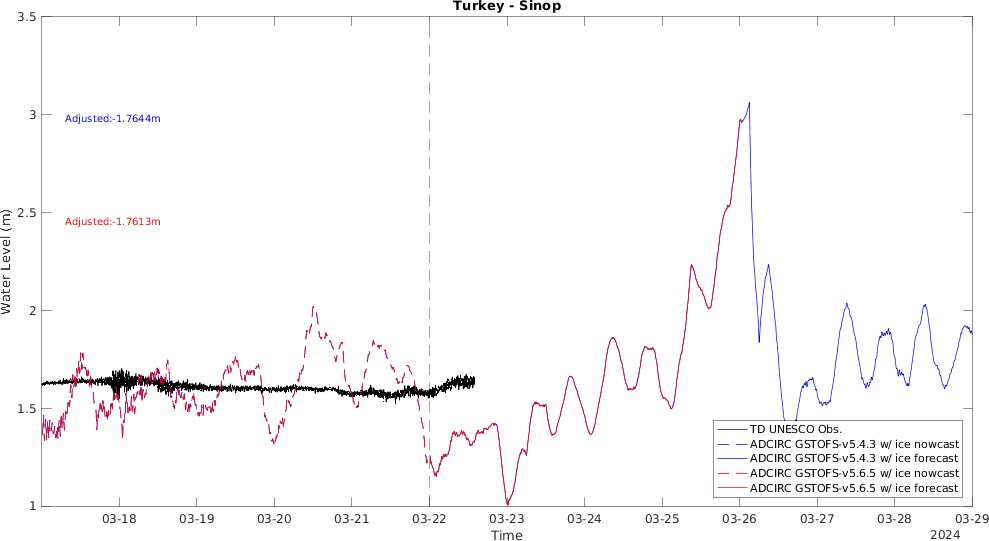 Turkey - Sinop
3.5
3
2.5
2
1.5
1
Water Level (m)
Adjusted:-1.7644m
Adjusted:-1.7613m
TD UNESCO Obs.
ADCIRC GSTOFS-v5.4.3 w/ ice nowcast
ADCIRC GSTOFS-v5.4.3 w/ ice forecast
ADCIRC GSTOFS-v5.6.5 w/ ice nowcast
ADCIRC GSTOFS-v5.6.5 w/ ice forecast
03-18 03-19 03-20 03-21 03-22 03-23 03-24 03-25 03-26 03-27 03-28 03-29
Time
2024